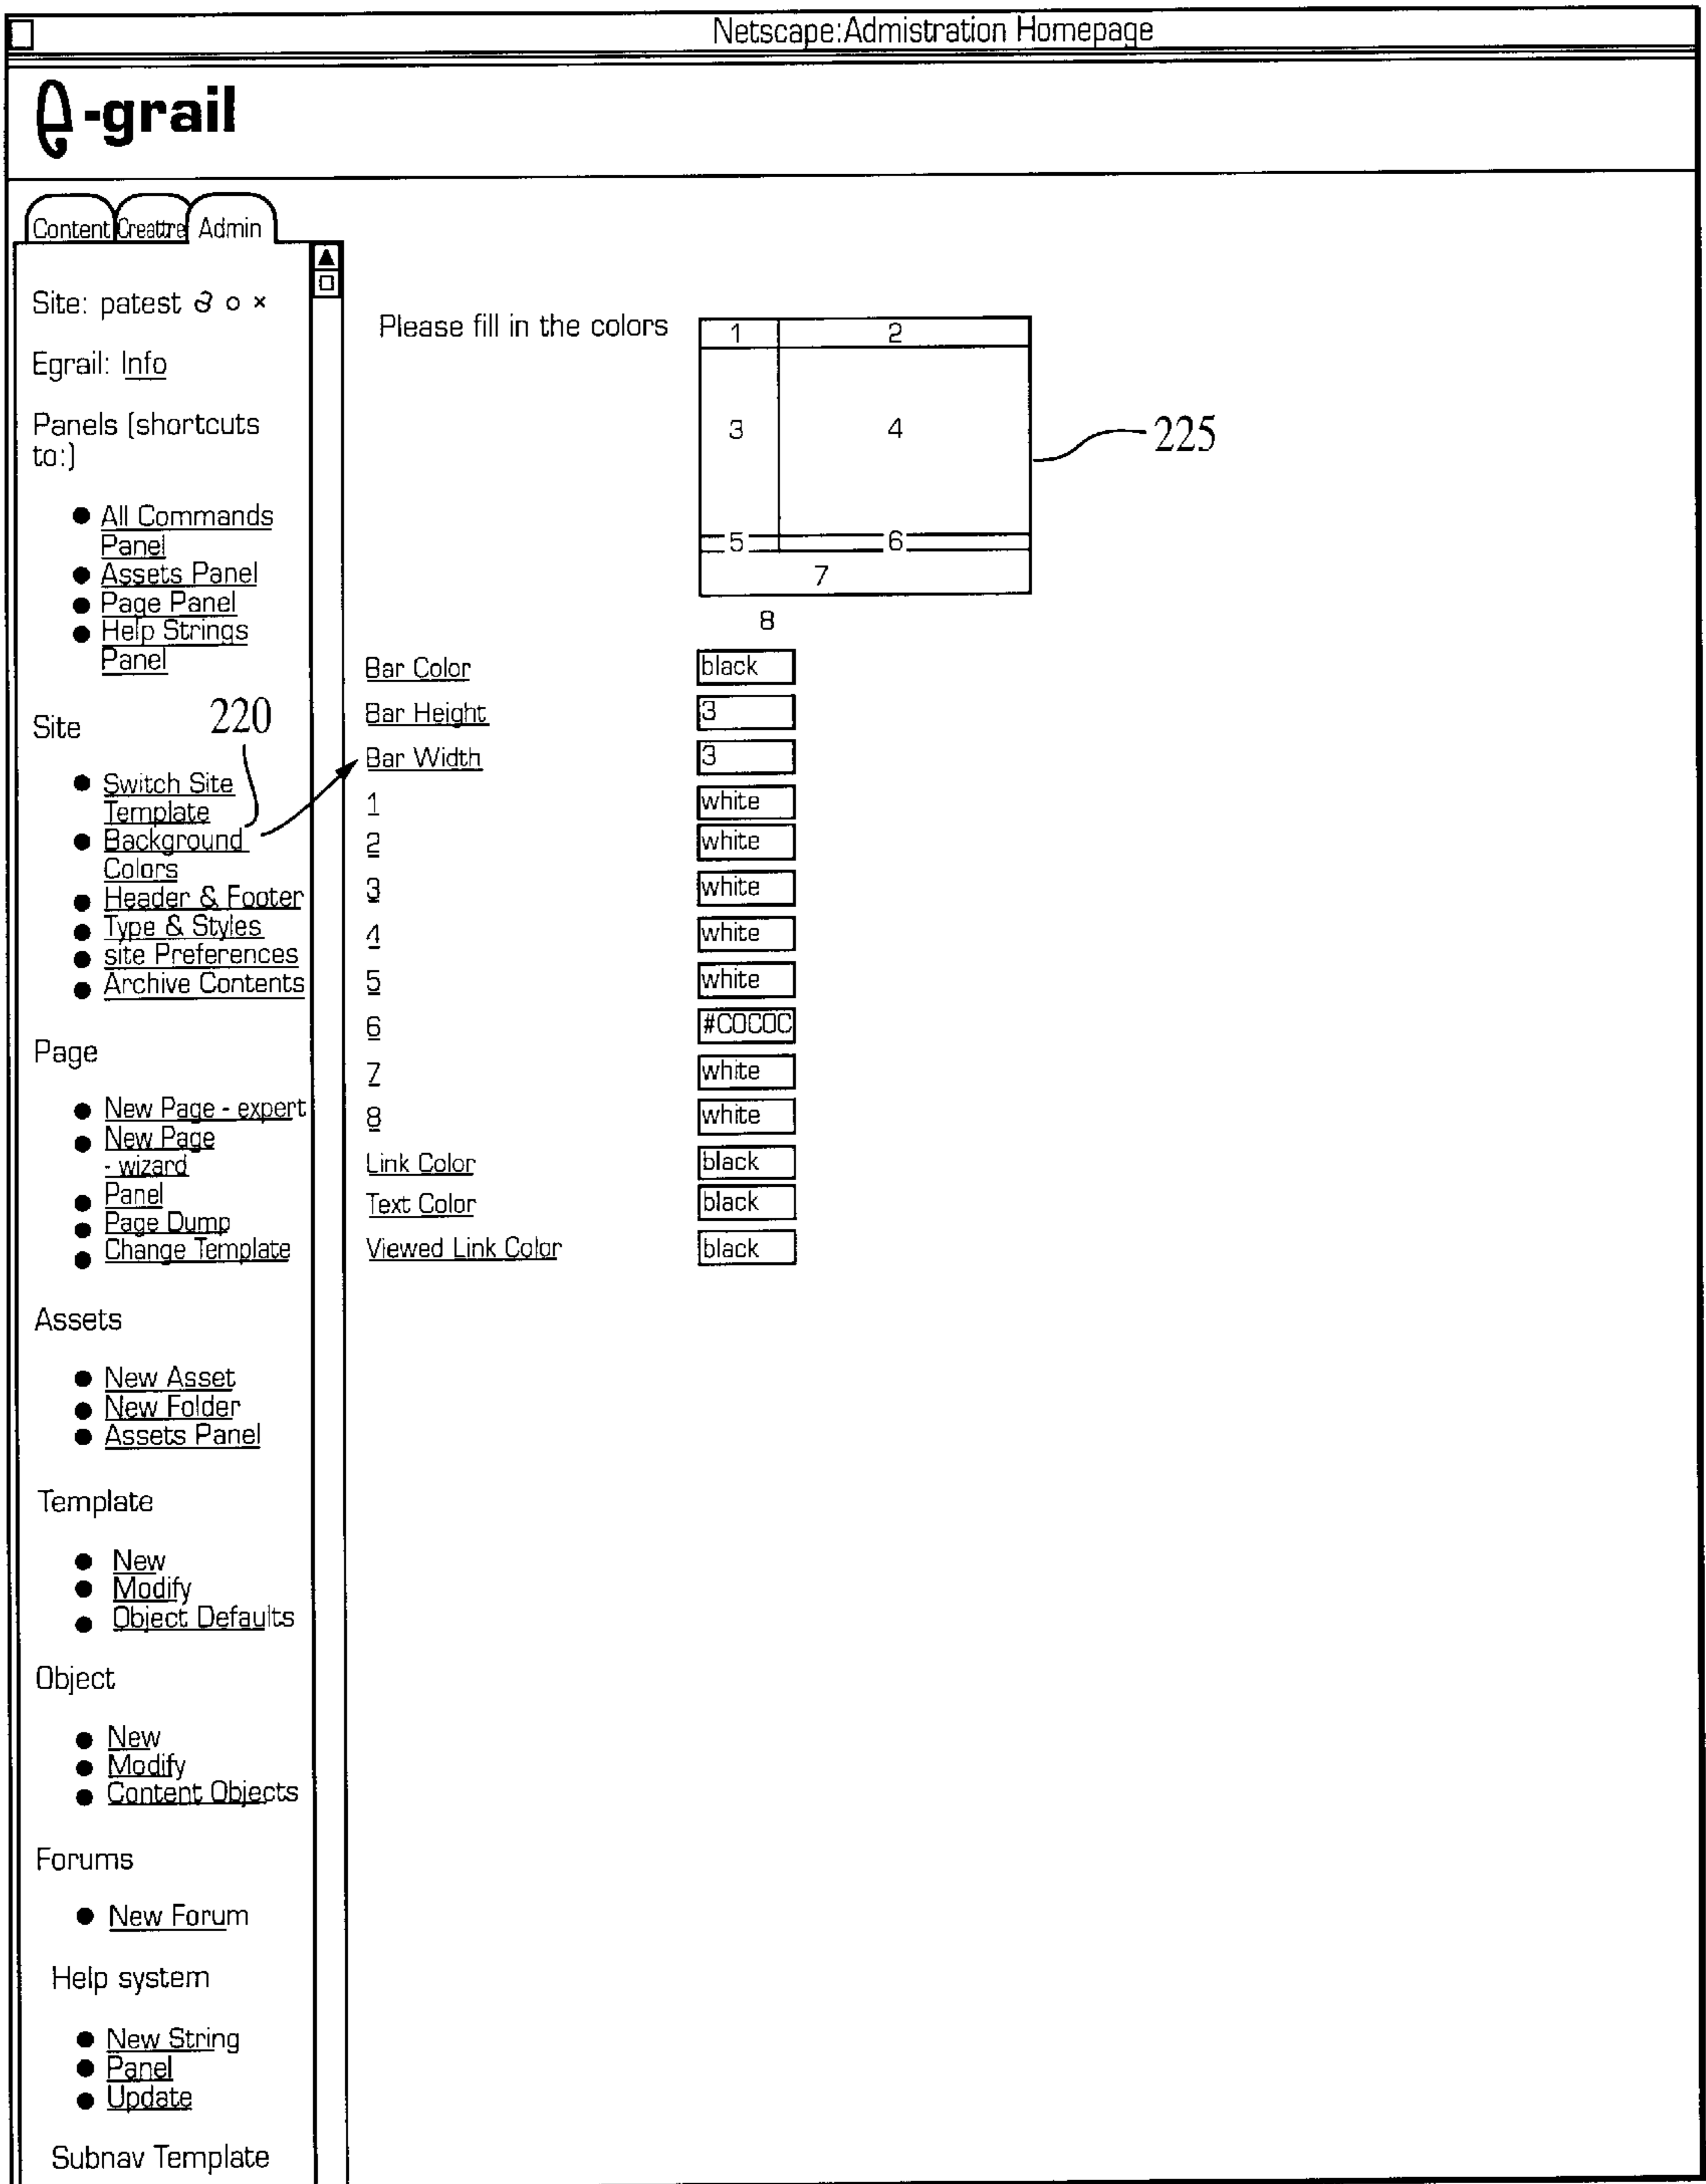 Netscape:Admistration Homepage
e-grail
Content Creattre Admin
Site: patest
Egrail: Info
Panels (shortcuts
to:)
All Commands
Panel
Assets Panel
Page Panel
Help Strings
Panel
Site
220
Switch Site
Template
Background
Colors
Header & Footer
Type & Styles
site Preferences
Archive Contents
Page
New Page - expert
New Page
- wizard
Panel
Page Dump
Change Template
Assets
New Asset
New Folder
Assets Panel
Template
New
Modify
Object Defaults
Object
New
Modify
Content Objects
Forums
New Forum
Help system
New String
Panel
Update
Subnav Template
Please fill in the colors
1 2
3 4
225
5 6
7
8
Bar Color black
Bar Height 3
Bar Width 3
1 white
2 white
3 white
4 white
5 white
6 #C0C0C
7 white
8 white
Link Color black
Text Color black
Viewed Link Color black